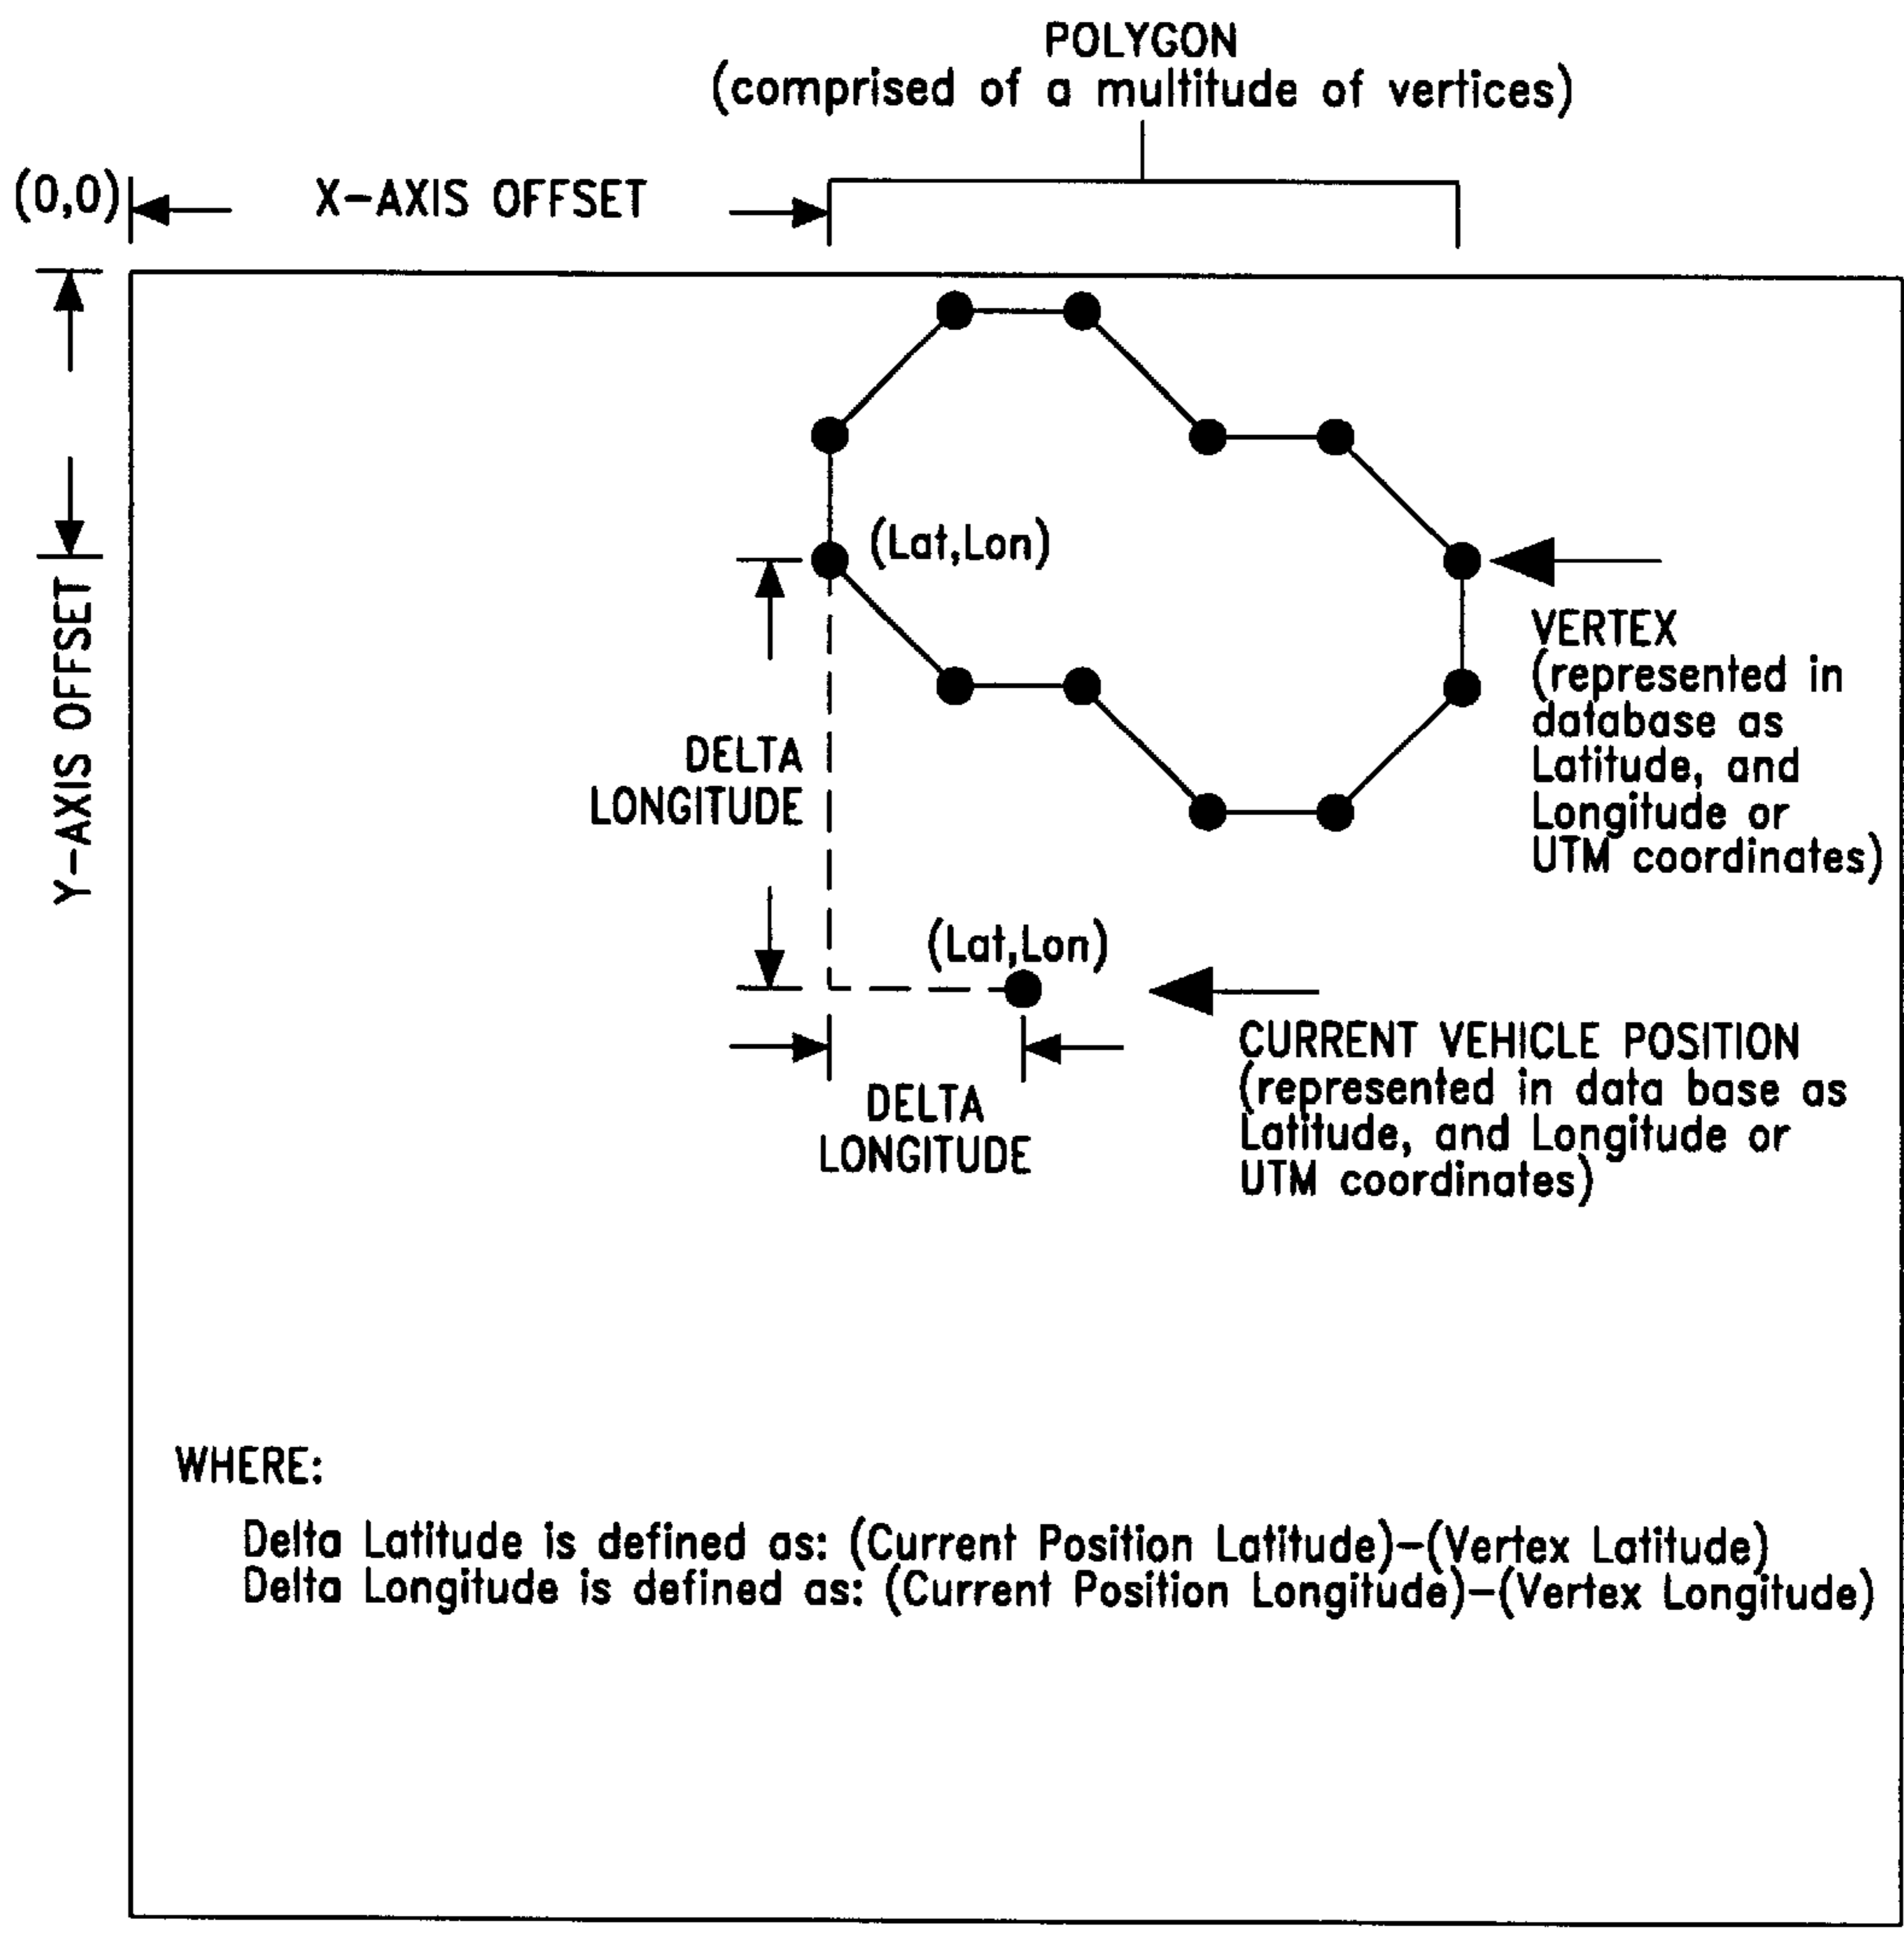 POLYGON
(comprised of a multitude of vertices)
(0,0)
X-AXIS OFFSET
Y-AXIS OFFSET
(Lat,Lon)
VERTEX
(represented in
database as
Latitude, and
Longitude or
UTM coordinates)
DELTA
LONGITUDE
(Lat,Lon)
CURRENT VEHICLE POSITION
(represented in data base as
Latitude, and Longitude or
UTM coordinates)
DELTA
LONGITUDE
WHERE:
Delta Latitude is defined as: (Current Position Latitude)-(Vertex Latitude)
Delta Longitude is defined as: (Current Position Longitude)-(Vertex Longitude)